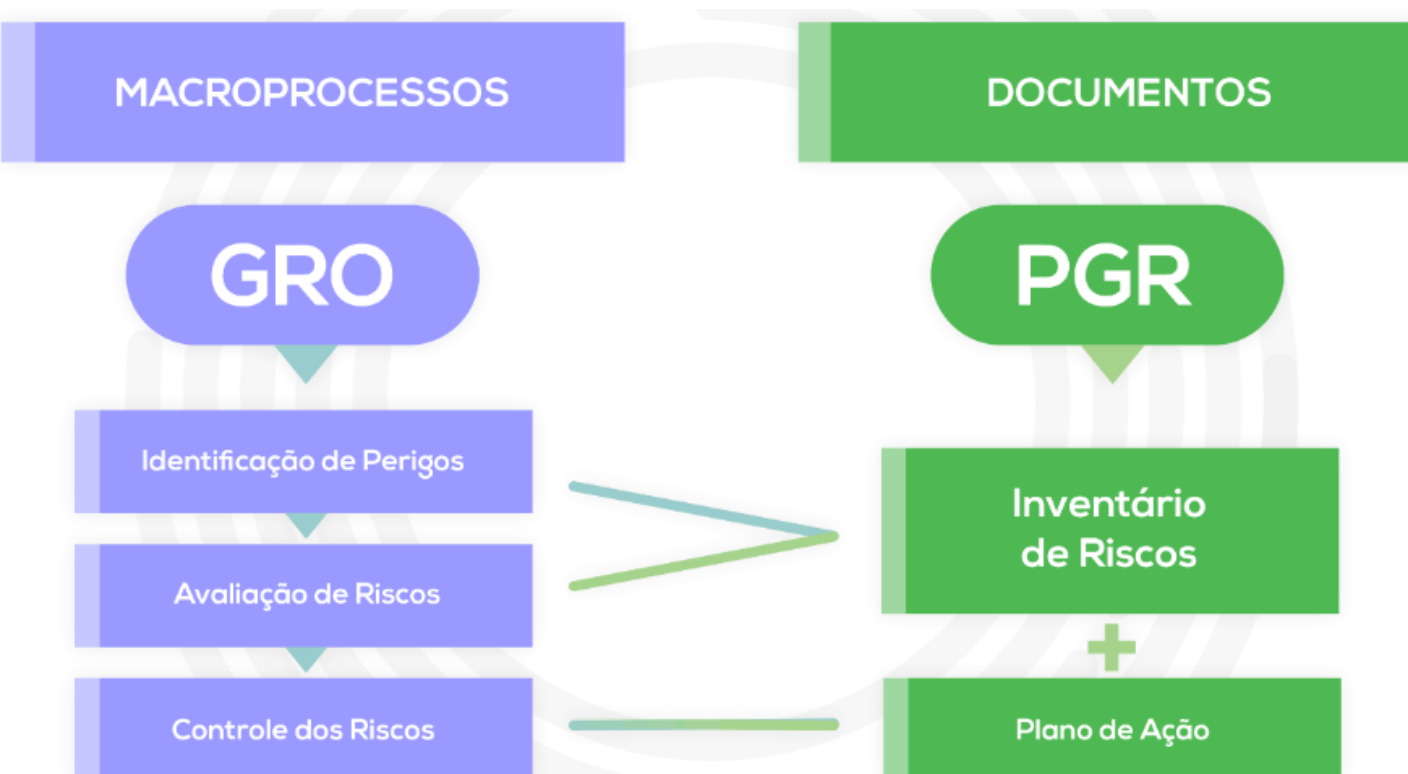 MACROPROCESSOS
DOCUMENTOS
GRO
PGR
Identificação de Perigos
Avaliação de Riscos
Controle dos Riscos
Inventário
de Riscos
Plano de Ação